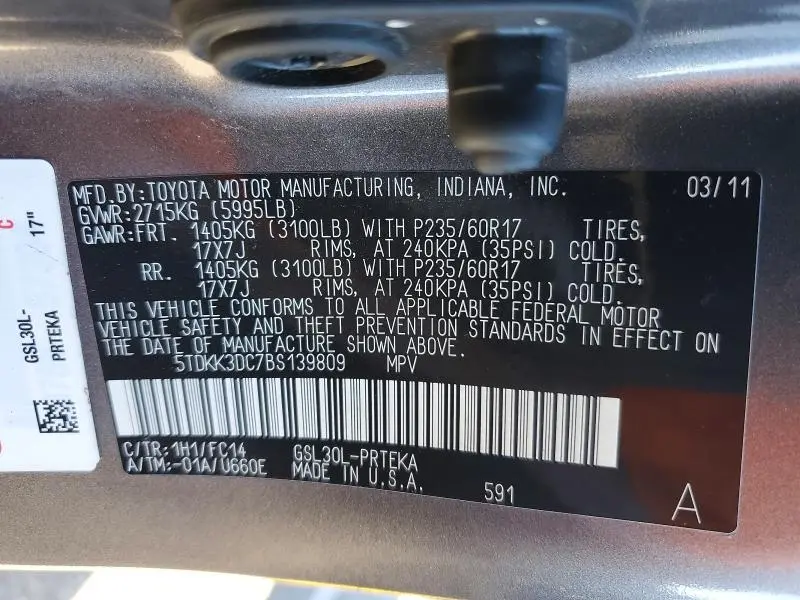 MFD.BY:TOYOTA MOTOR MANUFACTURING, INDIANA, INC. 03/11
GVWR:2715KG (5995LB)
GAWR:FRT. 1405KG (3100LB) WITH P235/60R17 TIRES,
17X7J RIMS, AT 240KPA (35PSI) COLD.
RR. 1405KG (3100LB) WITH P235/60R17 TIRES,
17X7J RIMS, AT 240KPA (35PSI) COLD.
THIS VEHICLE CONFORMS TO ALL APPLICABLE FEDERAL MOTOR
VEHICLE SAFETY AND THEFT PREVENTION STANDARDS IN EFFECT ON
THE DATE OF MANUFACTURE SHOWN ABOVE.
5TDKK3DC7BS139809 MPV
C/TR:1H1/FC14 GSL30L-PRTEKA
A/TM:-01A/U660E MADE IN U.S.A.
591
A
C
17"
GSL30L-
PRTEKA